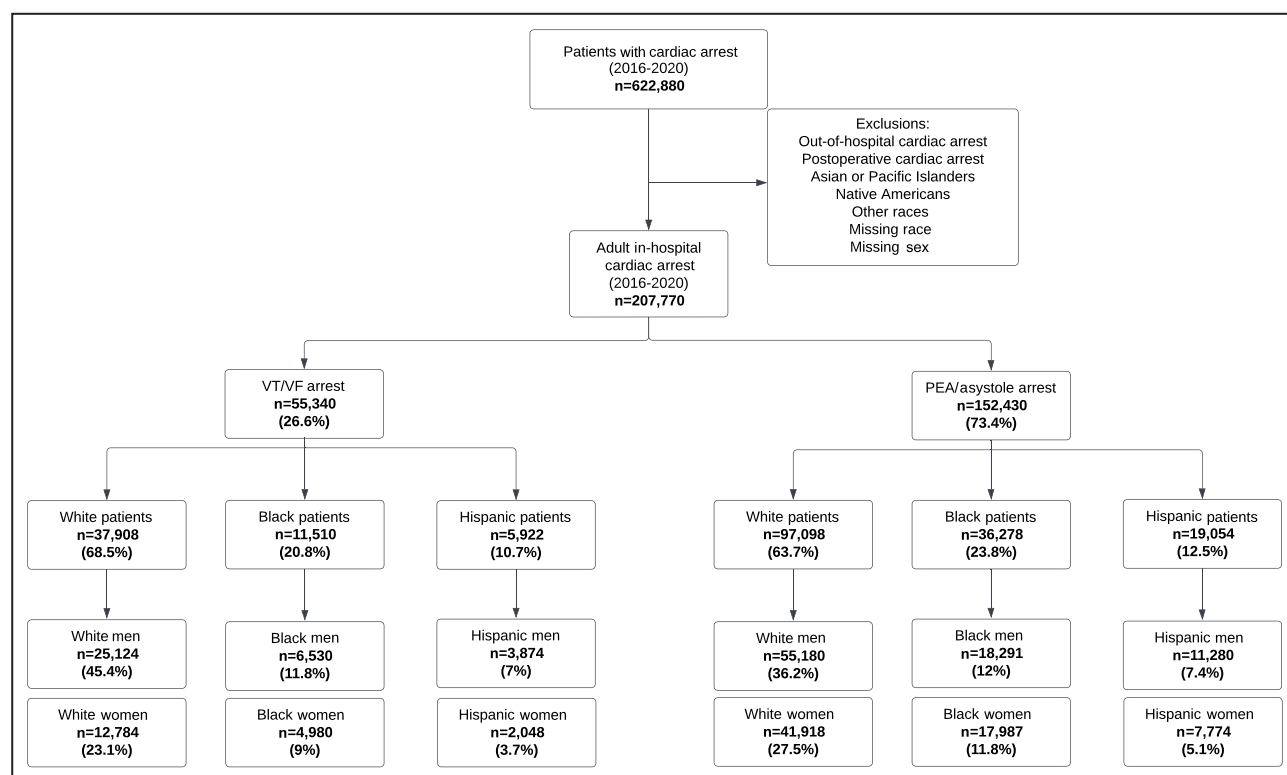 Patients with cardiac arrest
(2016-2020)
n=622,880
Exclusions:
Out-of-hospital cardiac arrest
Postoperative cardiac arrest
Asian or Pacific Islanders
Native Americans
Other races
Missing race
Missing sex
Adult in-hospital
cardiac arrest
(2016-2020)
n=207,770
VT/VF arrest
n=55,340
(26.6%)
PEA/asystole arrest
n=152,430
(73.4%)
White patients
n=37,908
(68.5%)
Black patients
n=11,510
(20.8%)
Hispanic patients
n=5,922
(10.7%)
White patients
n=97,098
(63.7%)
Black patients
n=36,278
(23.8%)
Hispanic patients
n=19,054
(12.5%)
White men
n=25,124
(45.4%)
Black men
n=6,530
(11.8%)
Hispanic men
n=3,874
(7%)
White men
n=55,180
(36.2%)
Black men
n=18,291
(12%)
Hispanic men
n=11,280
(7.4%)
White women
n=12,784
(23.1%)
Black women
n=4,980
(9%)
Hispanic women
n=2,048
(3.7%)
White women
n=41,918
(27.5%)
Black women
n=17,987
(11.8%)
Hispanic women
n=7,774
(5.1%)